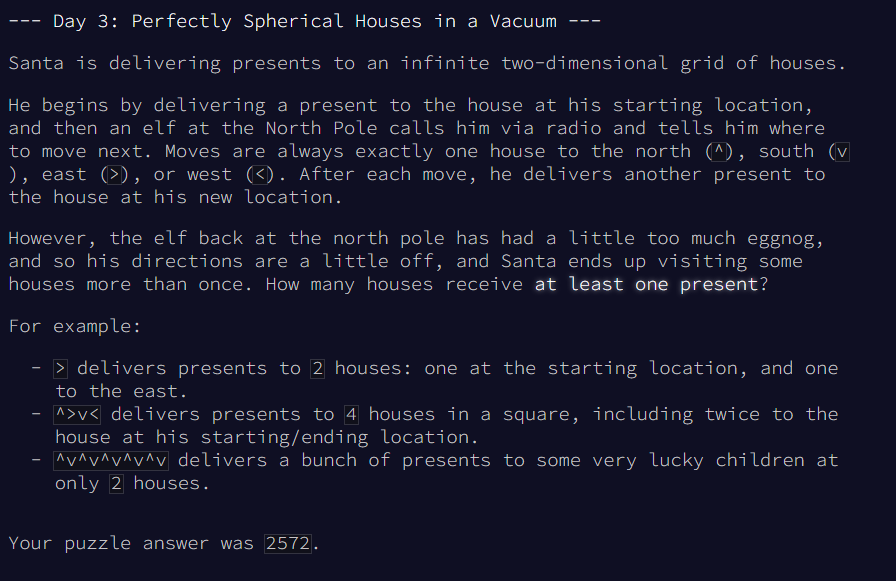 --- Day 3: Perfectly Spherical Houses in a Vacuum ---
Santa is delivering presents to an infinite two-dimensional grid of houses.
He begins by delivering a present to the house at his starting location,
and then an elf at the North Pole calls him via radio and tells him where
to move next. Moves are always exactly one house to the north (^), south (v
), east (>), or west (<). After each move, he delivers another present to
the house at his new location.
However, the elf back at the north pole has had a little too much eggnog,
and so his directions are a little off, and Santa ends up visiting some
houses more than once. How many houses receive at least one present?
For example:
- > delivers presents to 2 houses: one at the starting location, and one
to the east.
- ^>v< delivers presents to 4 houses in a square, including twice to the
house at his starting/ending location.
- ^v^v^v^v^v delivers a bunch of presents to some very lucky children at
only 2 houses.
Your puzzle answer was 2572.